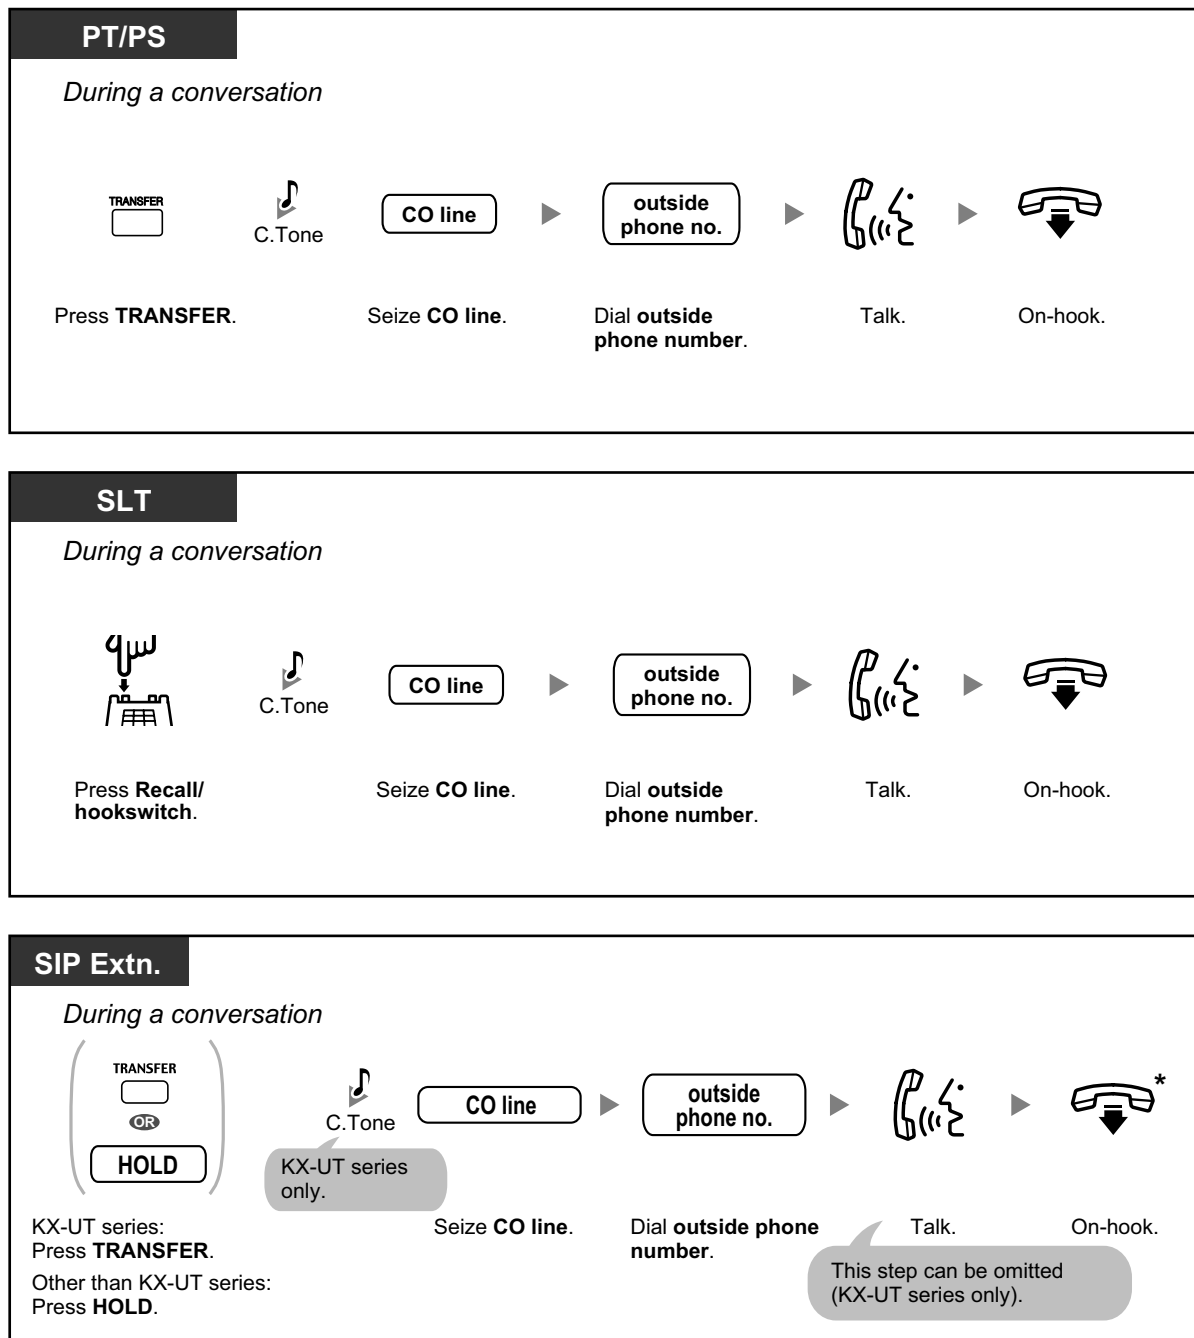 PT/PS
During a conversation
TRANSFER
C.Tone
CO line
outside
phone no.
Press TRANSFER.
Seize CO line.
Dial outside
phone number.
Talk.
On-hook.
SLT
During a conversation
C.Tone
CO line
outside
phone no.
Press Recall/
hookswitch.
Seize CO line.
Dial outside
phone number.
Talk.
On-hook.
SIP Extn.
During a conversation
TRANSFER
OR
HOLD
C.Tone
KX-UT series
only.
CO line
outside
phone no.
*
KX-UT series:
Press TRANSFER.
Other than KX-UT series:
Press HOLD.
Seize CO line.
Dial outside phone
number.
Talk.
This step can be omitted
(KX-UT series only).
On-hook.